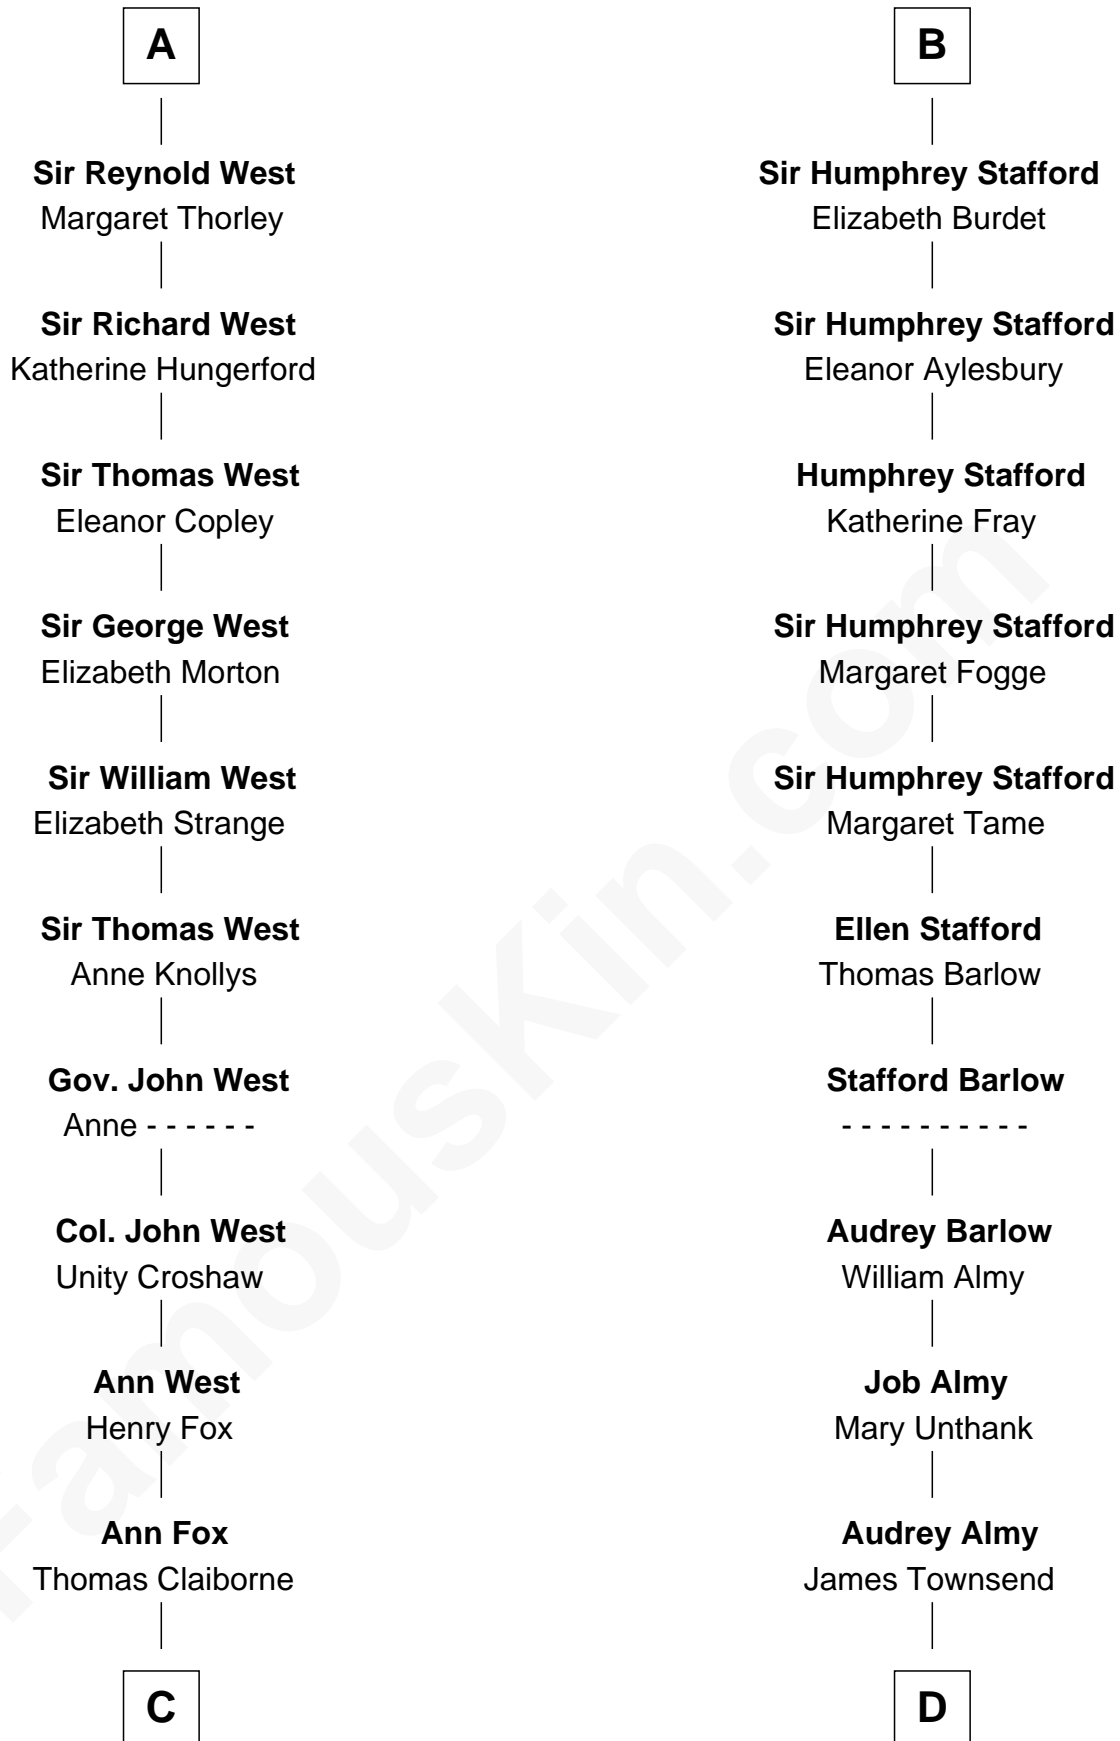 A
Sir Reynold West
Margaret Thorley
Sir Richard West
Katherine Hungerford
Sir Thomas West
Eleanor Copley
Sir George West
Elizabeth Morton
Sir William West
Elizabeth Strange
Sir Thomas West
Anne Knollys
Gov. John West
Anne - - - - - -
Col. John West
Unity Croshaw
Ann West
Henry Fox
Ann Fox
Thomas Claiborne
C
B
Sir Humphrey Stafford
Elizabeth Burdet
Sir Humphrey Stafford
Eleanor Aylesbury
Humphrey Stafford
Katherine Fray
Sir Humphrey Stafford
Margaret Fogge
Sir Humphrey Stafford
Margaret Tame
Ellen Stafford
Thomas Barlow
Stafford Barlow
- - - - - - - - - -
Audrey Barlow
William Almy
Job Almy
Mary Unthank
Audrey Almy
James Townsend
D
FamousKin.com